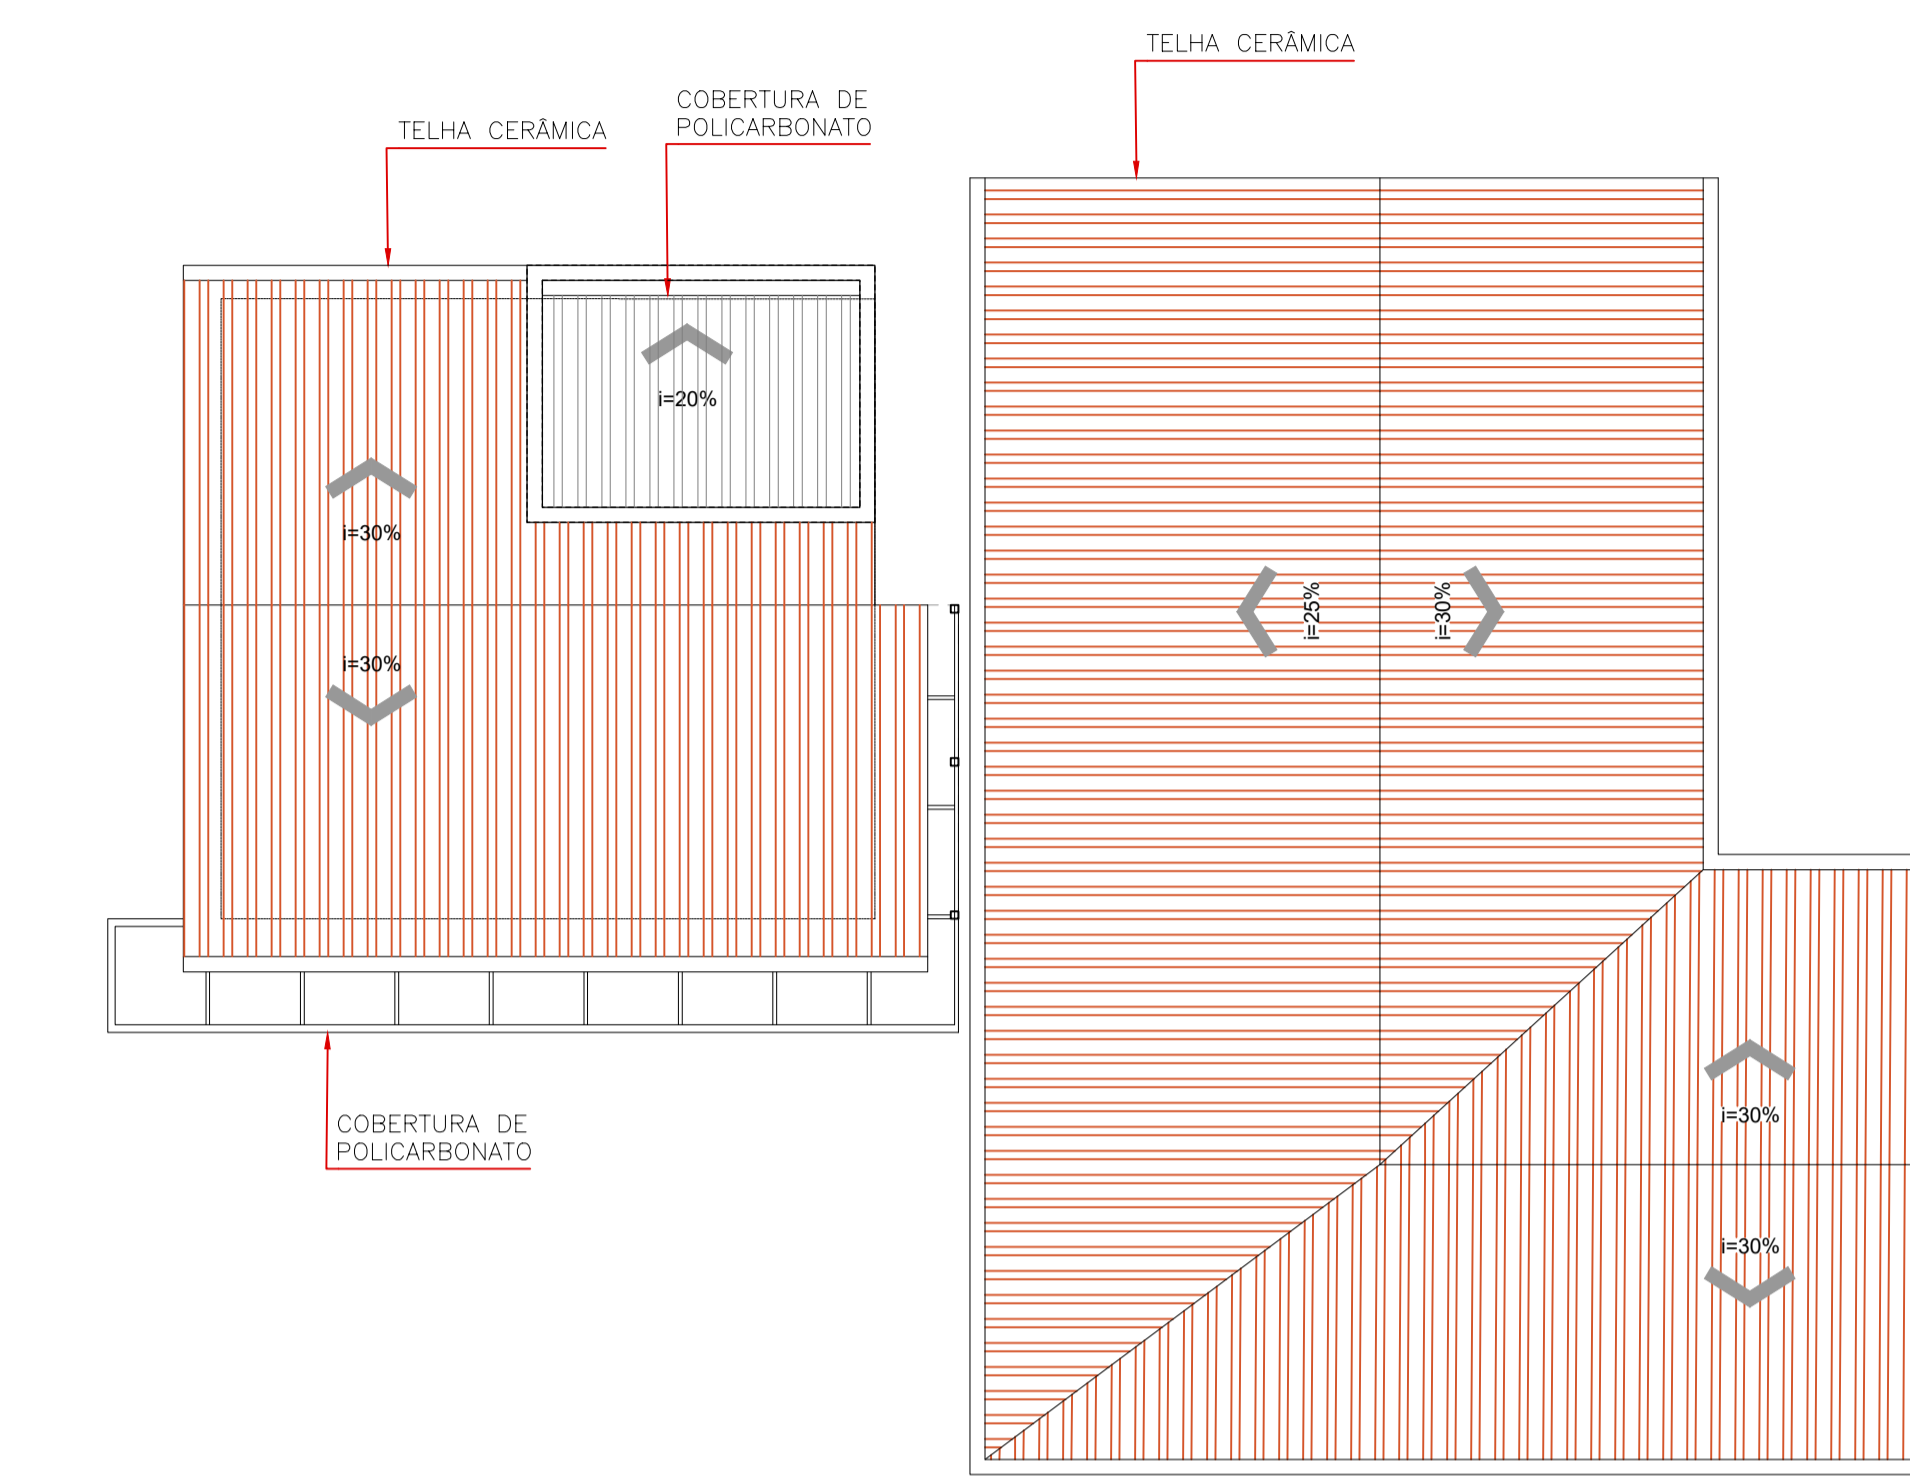 TELHA CERÂMICA
COBERTURA DE
POLICARBONATO
TELHA CERÂMICA
i=20%
i=30%
i=30%
i=25%
i=30%
COBERTURA DE
POLICARBONATO
i=30%
i=30%